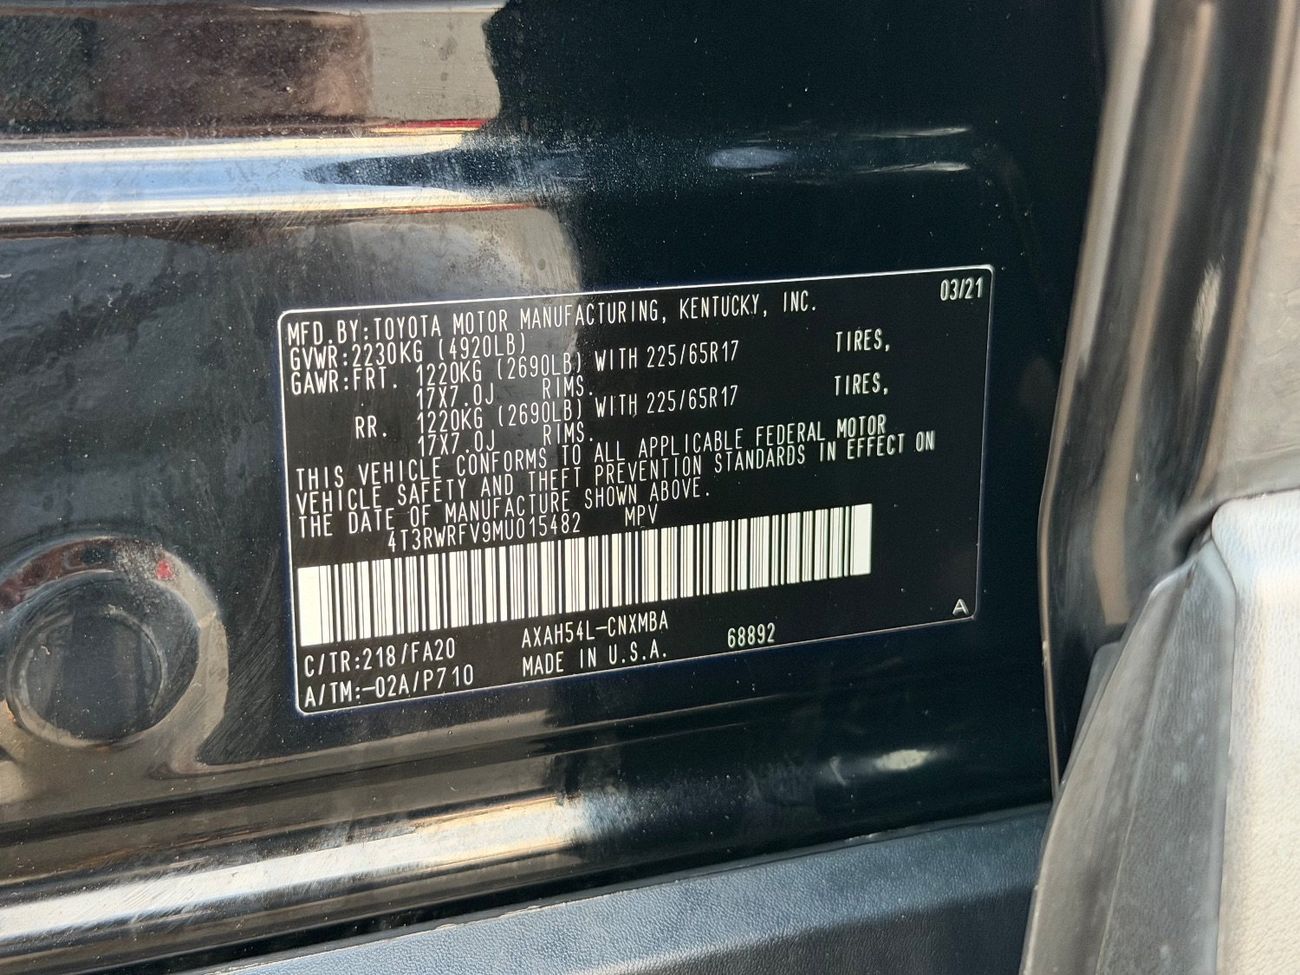 03/21
MFD.BY:TOYOTA MOTOR MANUFACTURING, KENTUCKY, INC.
GVWR:2230KG (4920LB)
GAWR:FRT. 1220KG (2690LB) WITH 225/65R17 TIRES,
17X7.0J RIMS.
RR. 1220KG (2690LB) WITH 225/65R17 TIRES,
17X7.0J RIMS.
THIS VEHICLE CONFORMS TO ALL APPLICABLE FEDERAL MOTOR
VEHICLE SAFETY AND THEFT PREVENTION STANDARDS IN EFFECT ON
THE DATE OF MANUFACTURE SHOWN ABOVE.
4T3RWRFV9MU015482 MPV
C/TR:218/FA20 AXAH54L-CNXMBA 68892 A
A/TM:-02A/P710 MADE IN U.S.A.